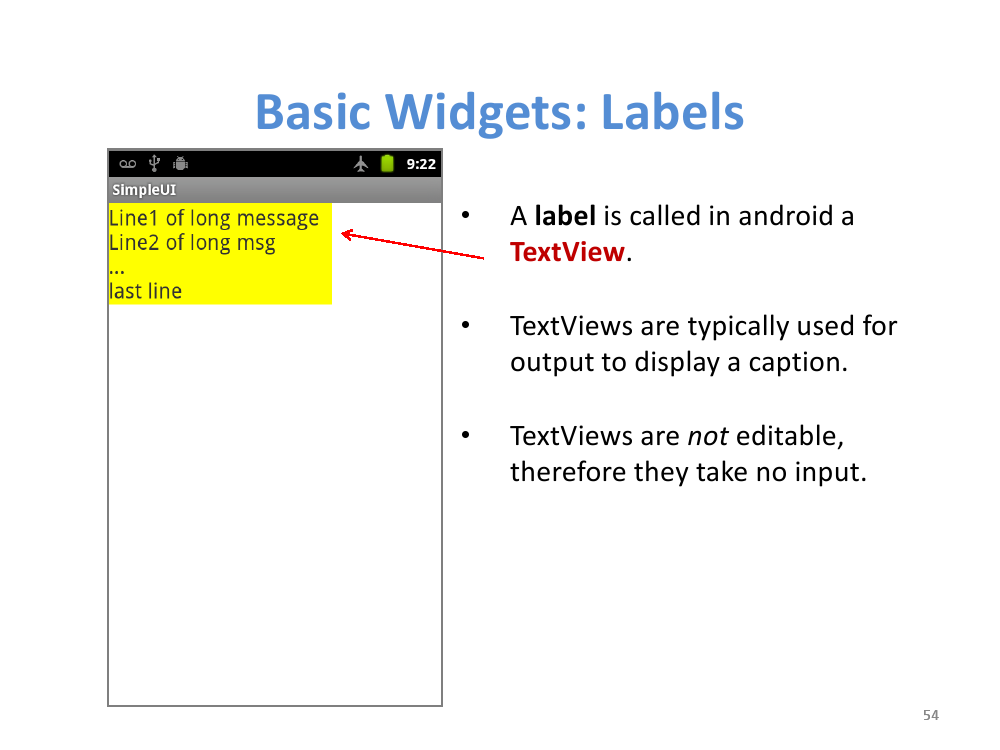 Basic Widgets: Labels
9:22
SimpleUI
Line1 of long message
Line2 of long msg
...
last line
• A label is called in android a
TextView.
• TextViews are typically used for
output to display a caption.
• TextViews are not editable,
therefore they take no input.
54